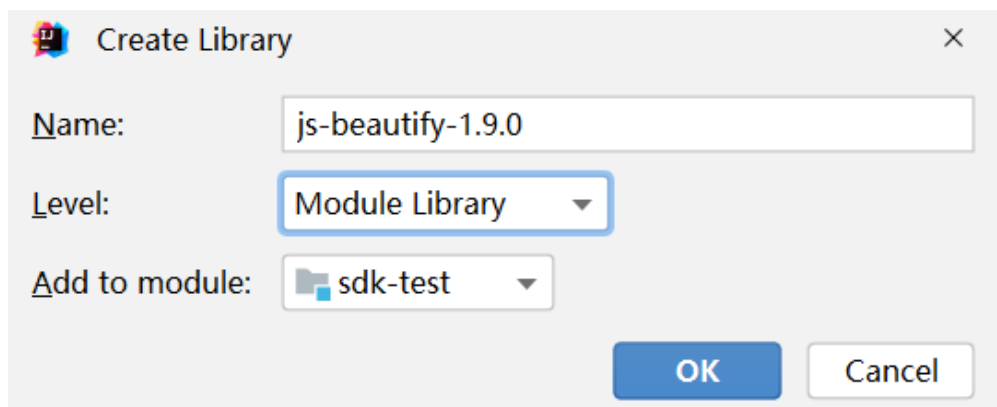 Create Library
Name: js-beautify-1.9.0
Level: Module Library
Add to module: sdk-test
OK Cancel